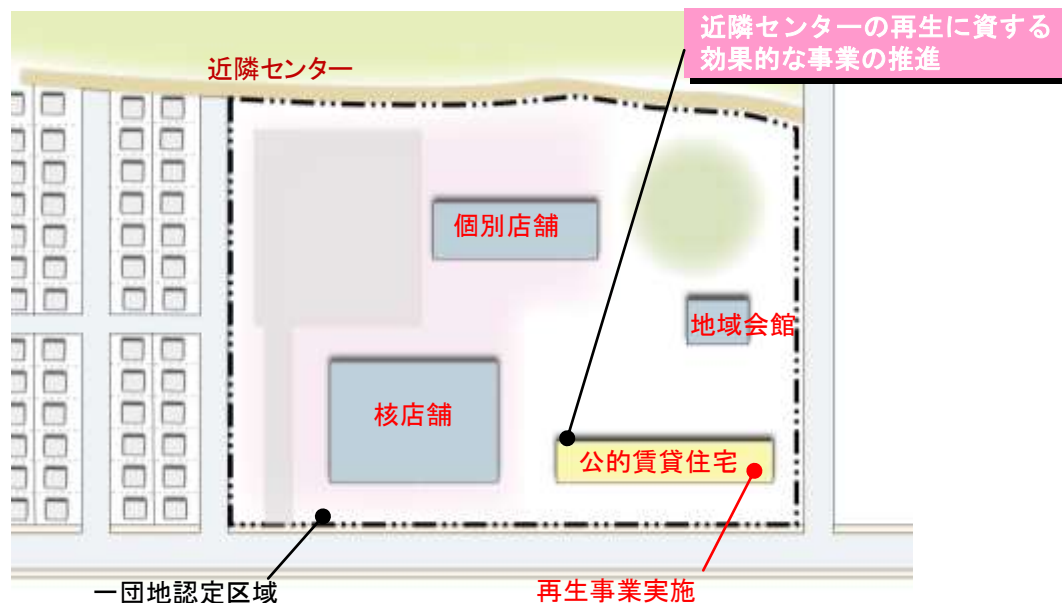 近隣センターの再生に資する
効果的な事業の推進
近隣センター
個別店舗
地域会館
核店舗
公的賃貸住宅
一団地認定区域
再生事業実施